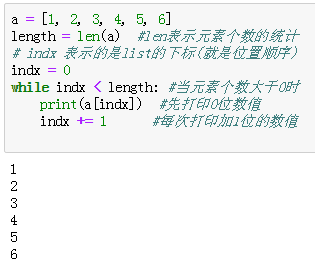 a = [1, 2, 3, 4, 5, 6]
length = len(a)  #len表示元素个数的统计
# indx 表示的是list的下标(就是位置顺序)
indx = 0
while indx < length: #当元素个数大于0时
    print(a[indx])  #先打印0位数值
    indx += 1      #每次打印加1位的数值
1
2
3
4
5
6